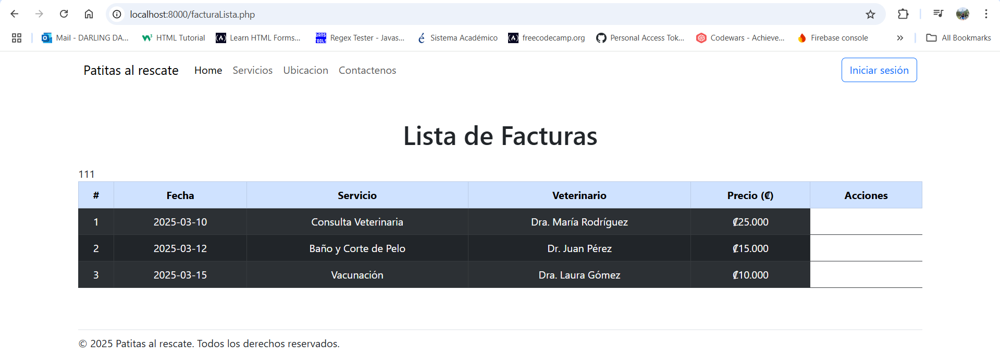 localhost:8000/facturaLista.php
Mail - DARLING DA... HTML Tutorial Learn HTML Forms... Regex Tester - Javas... Sistema Académico freecodecamp.org Personal Access Tok... Codewars - Achieve... Firebase console » All Bookmarks
Patitas al rescate Home Servicios Ubicacion Contactenos Iniciar sesión
Lista de Facturas
111
# Fecha Servicio Veterinario Precio (₡) Acciones
1 2025-03-10 Consulta Veterinaria Dra. María Rodríguez ₡25.000
2 2025-03-12 Baño y Corte de Pelo Dr. Juan Pérez ₡15.000
3 2025-03-15 Vacunación Dra. Laura Gómez ₡10.000
© 2025 Patitas al rescate. Todos los derechos reservados.